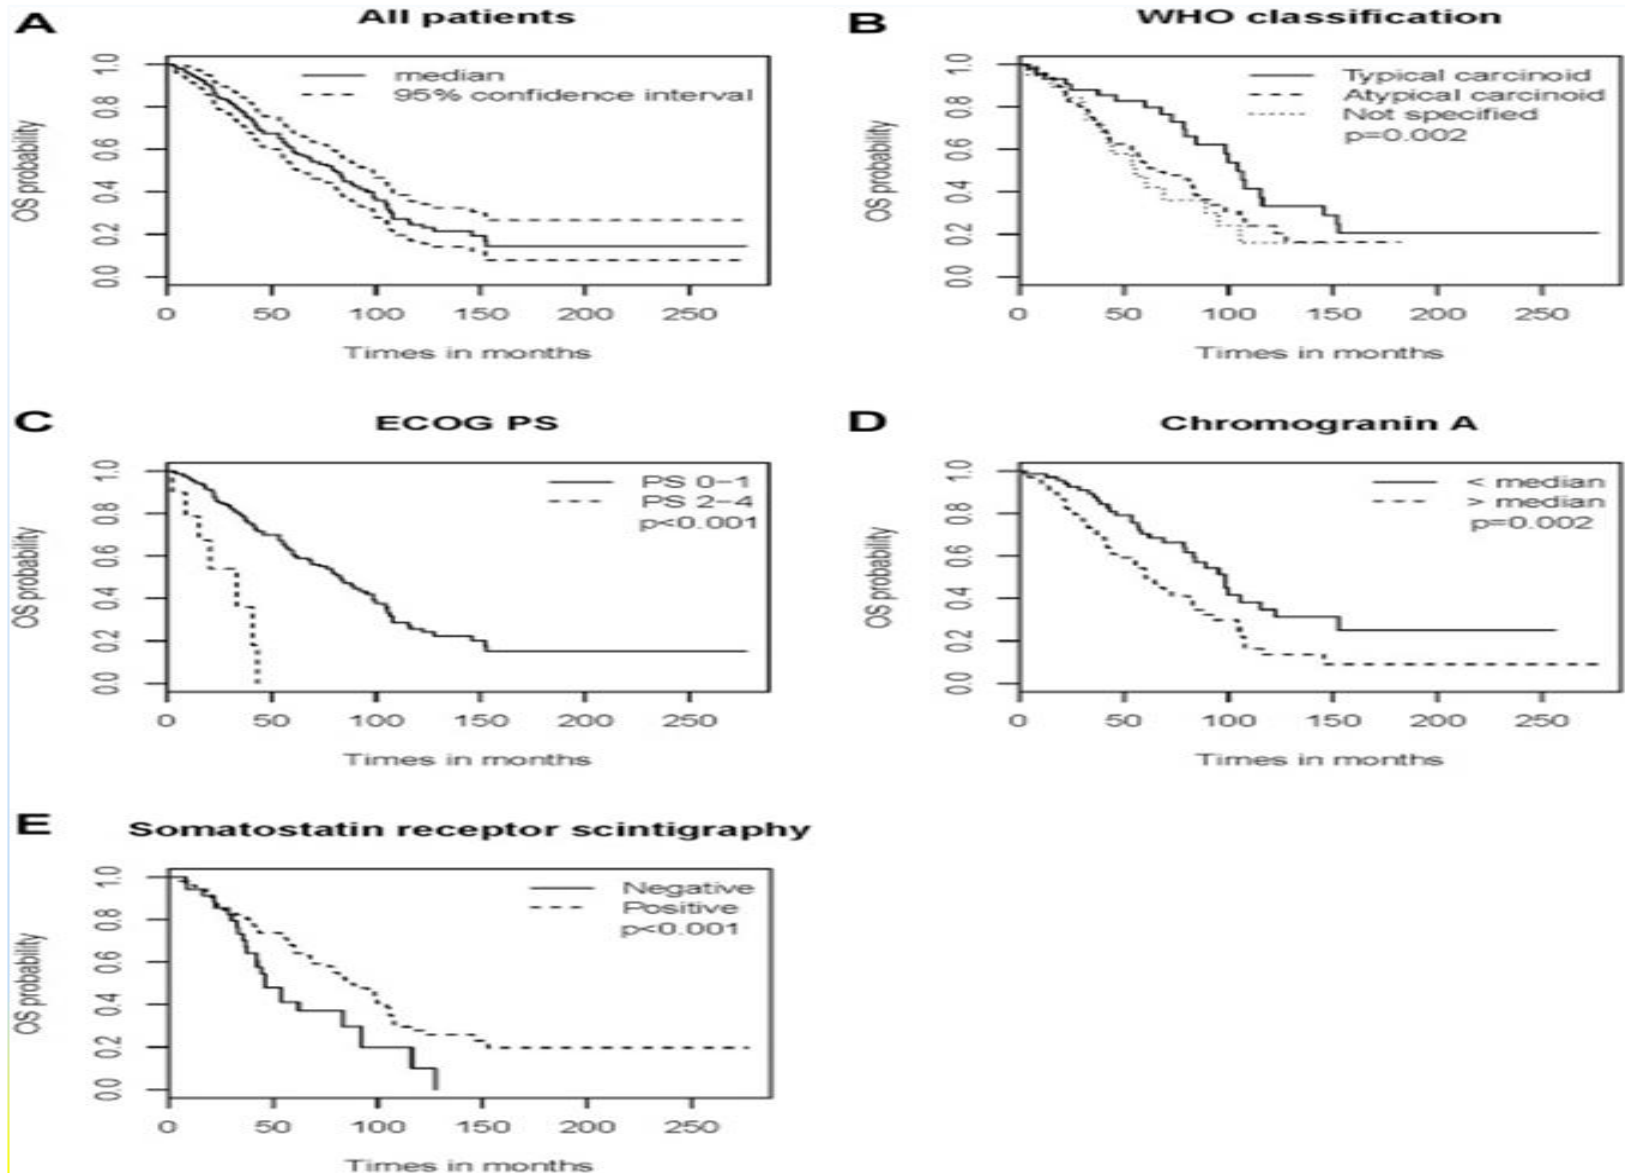 A
All patients
1.0
0.8
0.6
0.4
0.2
0.0
OS probability
median
95% confidence interval
0 50 100 150 200 250
Times in months
B
WHO classification
1.0
0.8
0.6
0.4
0.2
0.0
OS probability
Typical carcinoid
Atypical carcinoid
Not specified
p=0.002
0 50 100 150 200 250
Times in months
C
ECOG PS
1.0
0.8
0.6
0.4
0.2
0.0
OS probability
PS 0-1
PS 2-4
p<0.001
0 50 100 150 200 250
Times in months
D
Chromogranin A
1.0
0.8
0.6
0.4
0.2
0.0
OS probability
< median
> median
p=0.002
0 50 100 150 200 250
Times in months
E
Somatostatin receptor scintigraphy
1.0
0.8
0.6
0.4
0.2
0.0
OS probability
Negative
Positive
p<0.001
0 50 100 150 200 250
Times in months